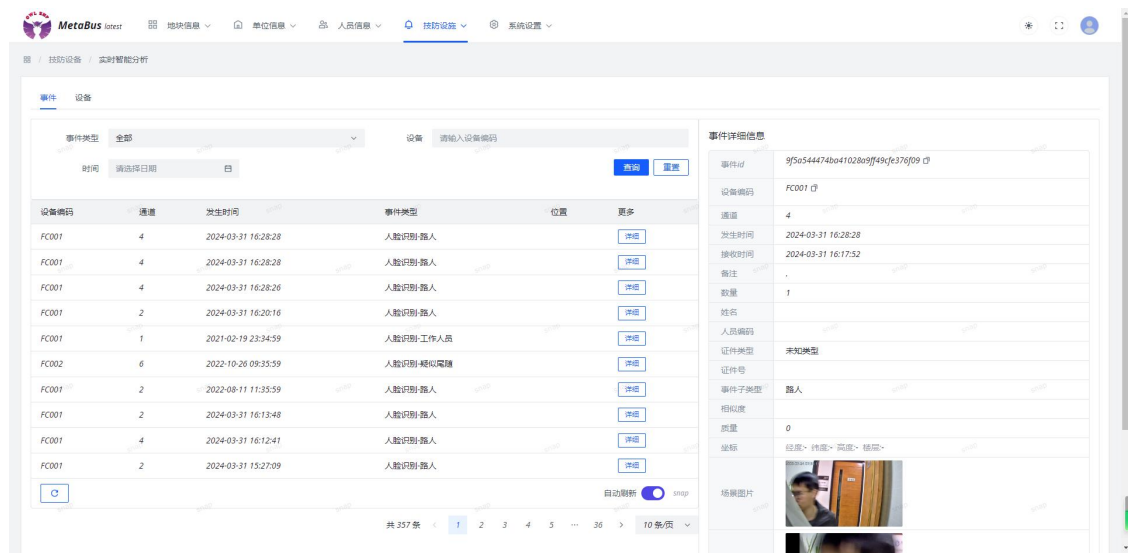 MetaBus latest 地块信息 单位信息 人员信息 技防设施 系统设置
技防设备 / 实时智能分析
事件 设备
事件类型 全部 设备 请输入设备编码
时间 请选择日期 查询 重置
设备编码 通道 发生时间 事件类型 位置 更多
FC001 4 2024-03-31 16:28:28 人脸识别-路人 详细
FC001 4 2024-03-31 16:28:28 人脸识别-路人 详细
FC001 4 2024-03-31 16:28:26 人脸识别-路人 详细
FC001 2 2024-03-31 16:20:16 人脸识别-路人 详细
FC001 1 2021-02-19 23:34:59 人脸识别-工作人员 详细
FC002 6 2022-10-26 09:35:59 人脸识别-疑似尾随 详细
FC001 2 2022-08-11 11:35:59 人脸识别-路人 详细
FC001 2 2024-03-31 16:13:48 人脸识别-路人 详细
FC001 4 2024-03-31 16:12:41 人脸识别-路人 详细
FC001 2 2024-03-31 15:27:09 人脸识别-路人 详细
自动刷新 snap
共 357 条 1 2 3 4 5 ··· 36 10 条/页
事件详细信息
事件id 9f5a544474ba41028a9ff49cfe376f09
设备编码 FC001
通道 4
发生时间 2024-03-31 16:28:28
接收时间 2024-03-31 16:17:52
备注 .
数量 1
姓名
人员编码
证件类型 未知类型
证件号
事件子类型 路人
相似度
质量 0
坐标 经度:- 纬度:- 高度:- 楼层:-
场景图片